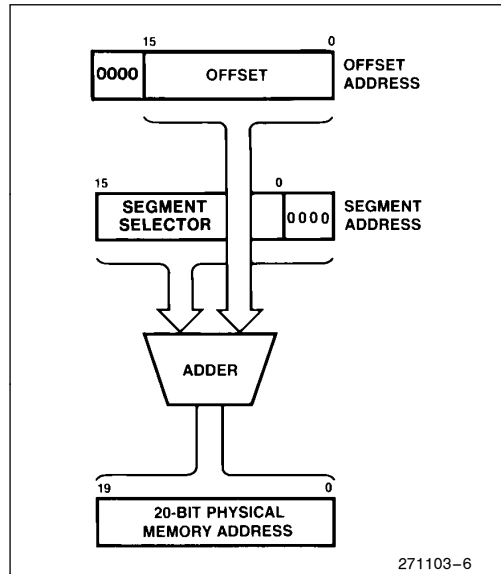 15 0
0000 OFFSET OFFSET
ADDRESS
15 0
SEGMENT
SELECTOR 0000 SEGMENT
ADDRESS
ADDER
19 0
20-BIT PHYSICAL
MEMORY ADDRESS
271103–6